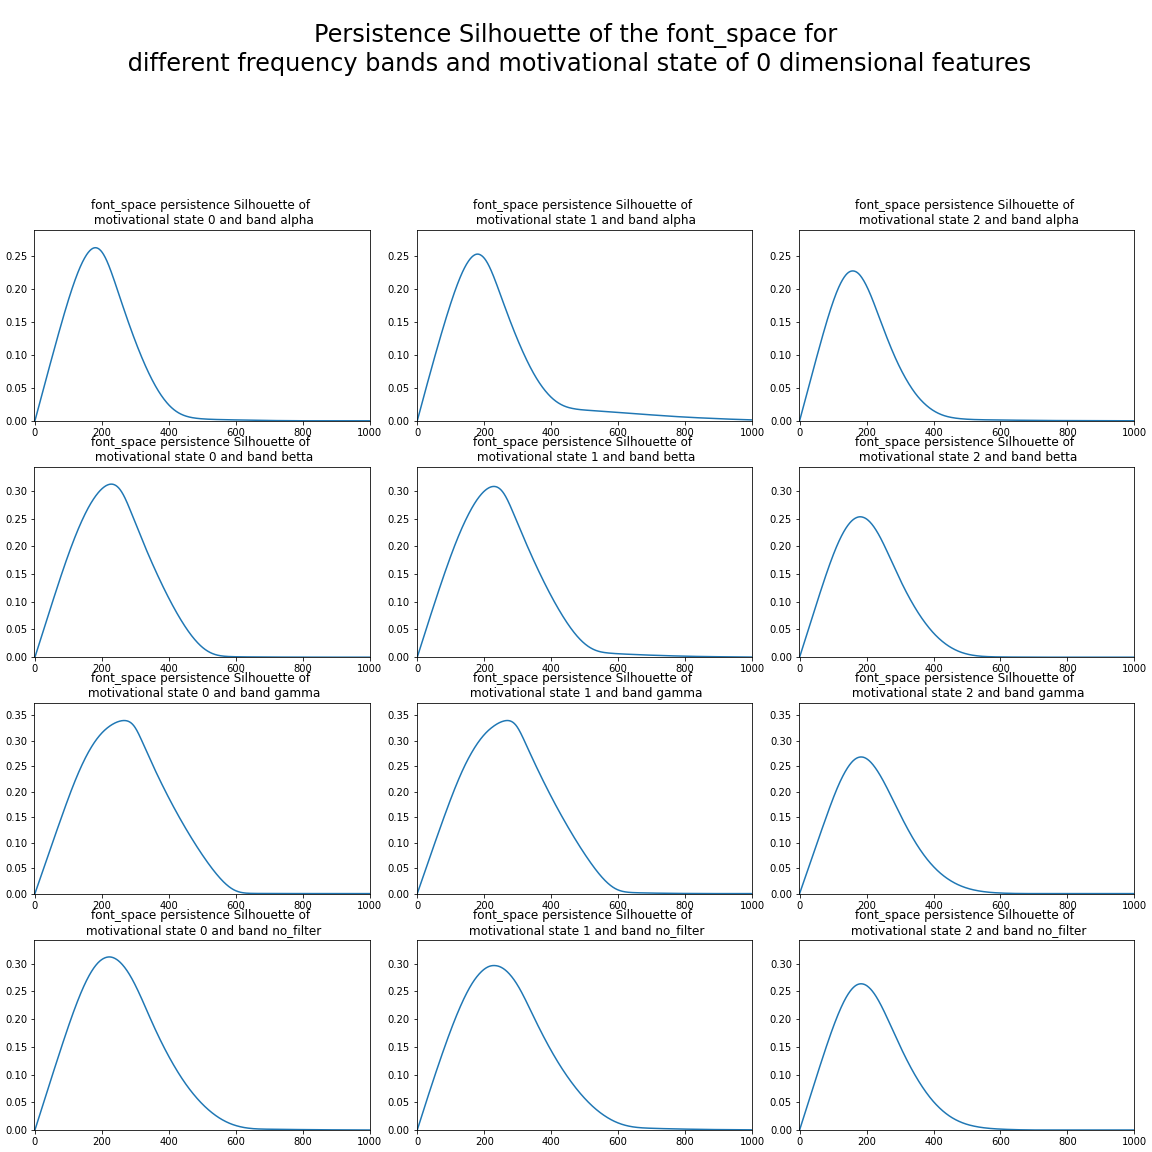 Persistence Silhouette of the font_space for
different frequency bands and motivational state of 0 dimensional features
font_space persistence Silhouette of
motivational state 0 and band alpha
0.25
0.20
0.15
0.10
0.05
0.00
0 200 400 600 800 1000
font_space persistence Silhouette of
motivational state 1 and band alpha
0.25
0.20
0.15
0.10
0.05
0.00
0 200 400 600 800 1000
font_space persistence Silhouette of
motivational state 2 and band alpha
0.25
0.20
0.15
0.10
0.05
0.00
0 200 400 600 800 1000
font_space persistence Silhouette of
motivational state 0 and band betta
0.30
0.25
0.20
0.15
0.10
0.05
0.00
0 200 400 600 800 1000
font_space persistence Silhouette of
motivational state 1 and band betta
0.30
0.25
0.20
0.15
0.10
0.05
0.00
0 200 400 600 800 1000
font_space persistence Silhouette of
motivational state 2 and band betta
0.30
0.25
0.20
0.15
0.10
0.05
0.00
0 200 400 600 800 1000
font_space persistence Silhouette of
motivational state 0 and band gamma
0.35
0.30
0.25
0.20
0.15
0.10
0.05
0.00
0 200 400 600 800 1000
font_space persistence Silhouette of
motivational state 1 and band gamma
0.35
0.30
0.25
0.20
0.15
0.10
0.05
0.00
0 200 400 600 800 1000
font_space persistence Silhouette of
motivational state 2 and band gamma
0.35
0.30
0.25
0.20
0.15
0.10
0.05
0.00
0 200 400 600 800 1000
font_space persistence Silhouette of
motivational state 0 and band no_filter
0.30
0.25
0.20
0.15
0.10
0.05
0.00
0 200 400 600 800 1000
font_space persistence Silhouette of
motivational state 1 and band no_filter
0.30
0.25
0.20
0.15
0.10
0.05
0.00
0 200 400 600 800 1000
font_space persistence Silhouette of
motivational state 2 and band no_filter
0.30
0.25
0.20
0.15
0.10
0.05
0.00
0 200 400 600 800 1000